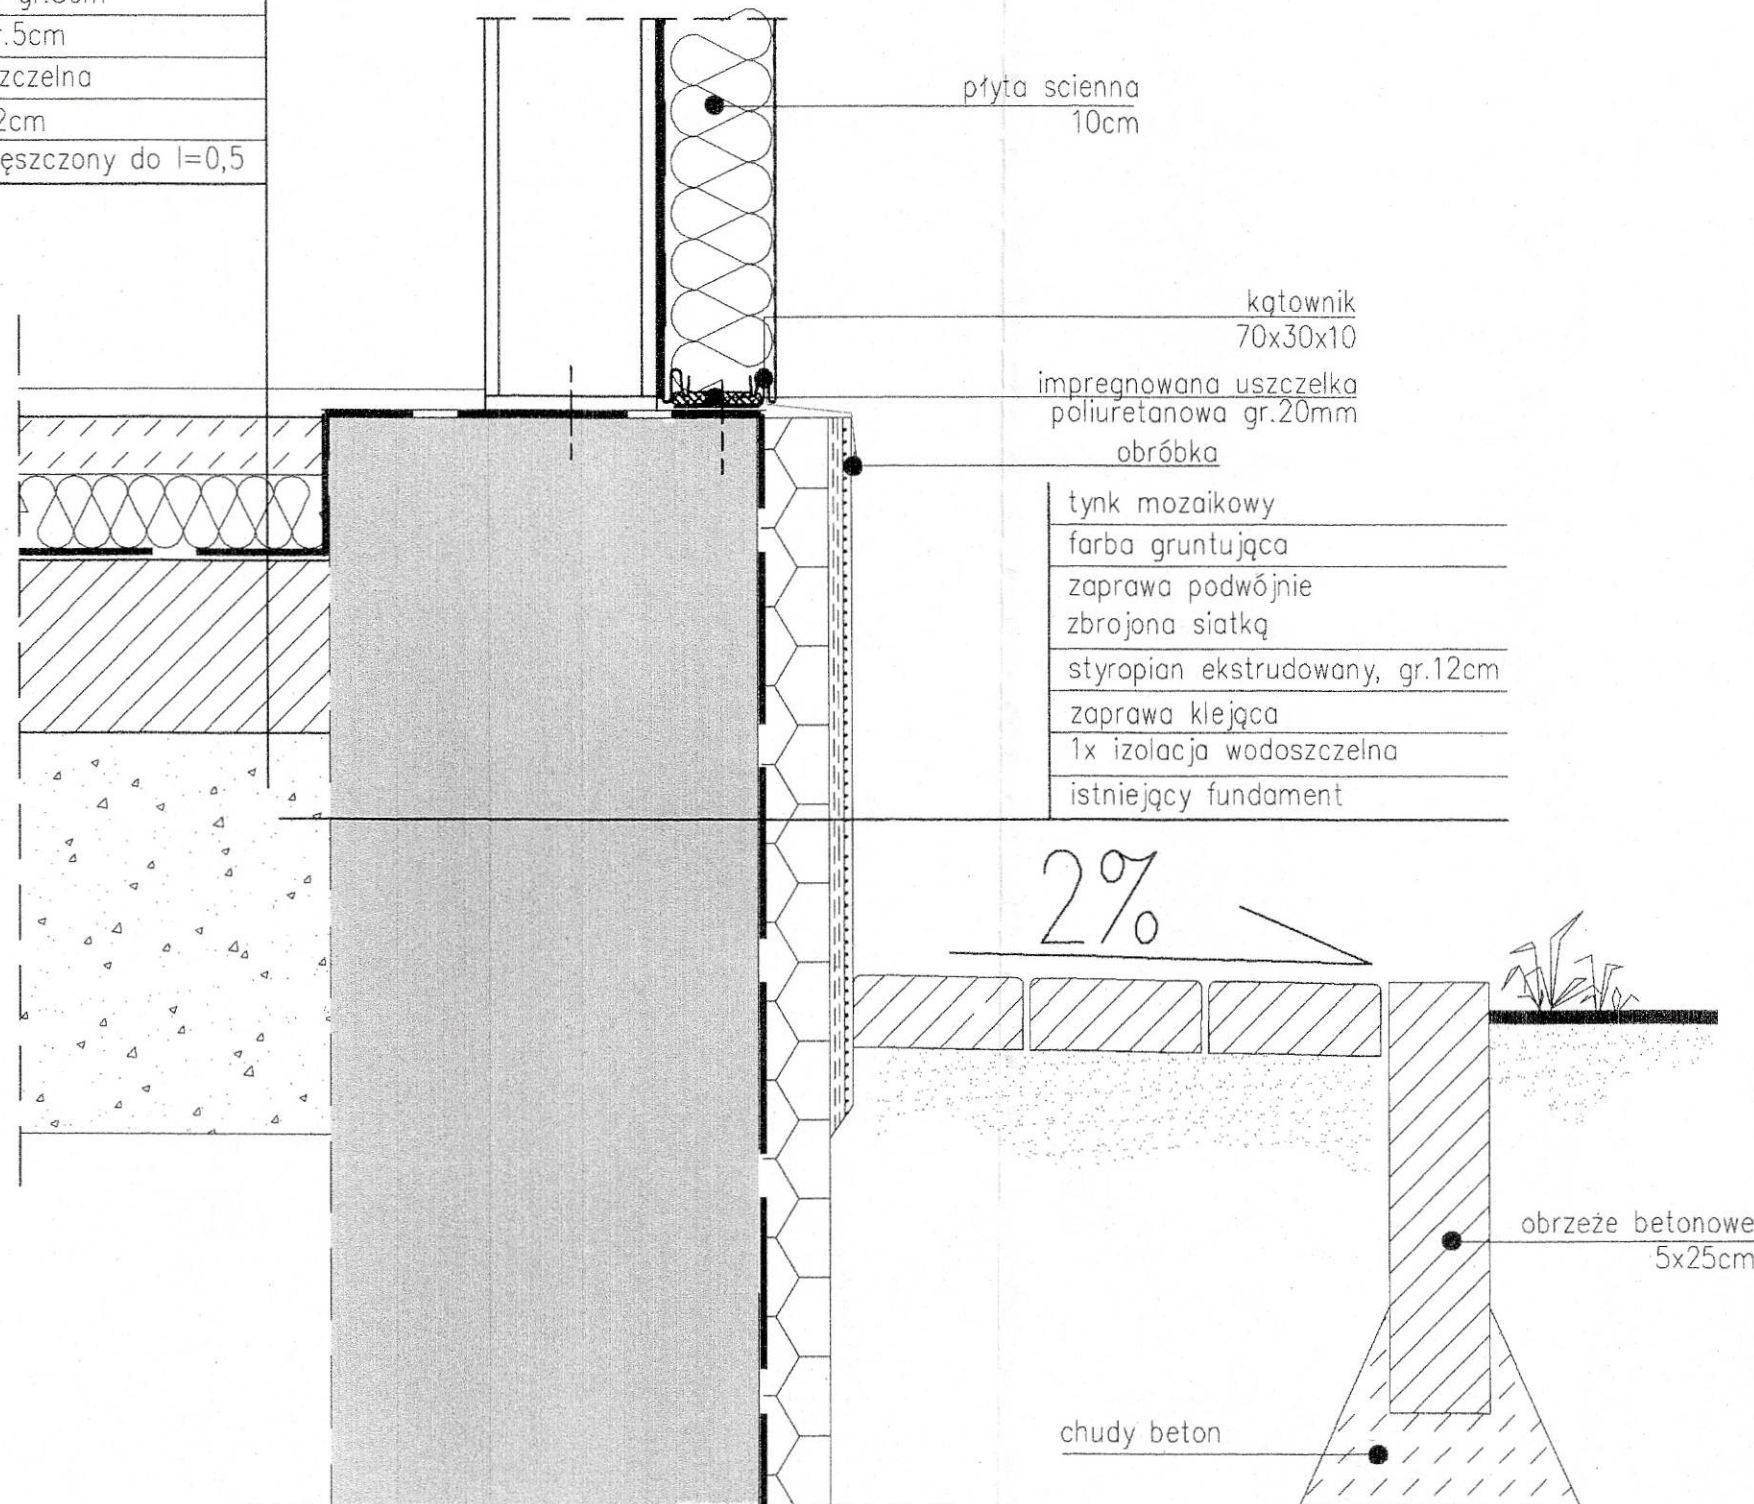 gr.
.5cm
zczelna
2cm
ęszczony do I=0,5
płyta scienna
10cm
kątownik
70x30x10
impregnowana uszczelka
poliuretanowa gr.20mm
obróbka
tynk mozaikowy
farba gruntująca
zaprawa podwójnie
zbrojona siatką
styropian ekstrudowany, gr.12cm
zaprawa klejąca
1x izolacja wodoszczelna
istniejący fundament
2%
obrzeże betonowe
5x25cm
chudy beton